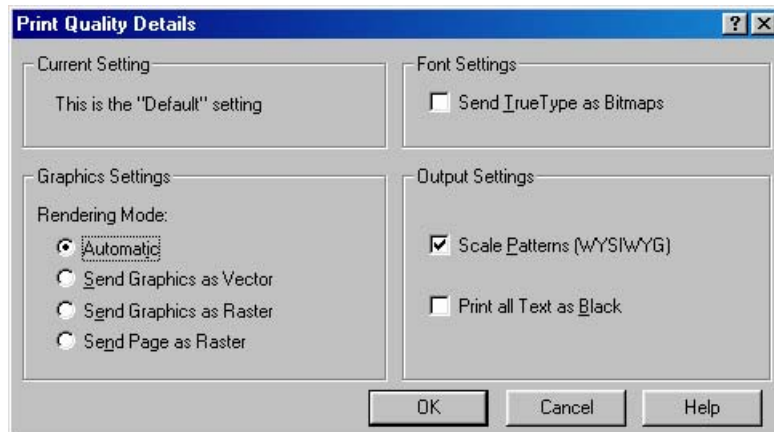 Print Quality Details
Current Setting
This is the "Default" setting
Font Settings
Send TrueType as Bitmaps
Graphics Settings
Rendering Mode:
Automatic
Send Graphics as Vector
Send Graphics as Raster
Send Page as Raster
Output Settings
Scale Patterns (WYSIWYG)
Print all Text as Black
OK Cancel Help